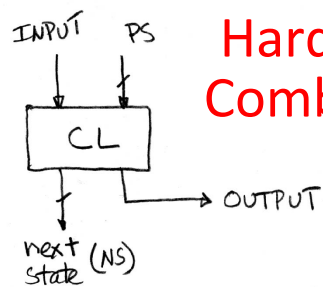 INPUT PS
Hard
Comb
CL
OUTPUT
next
state (NS)